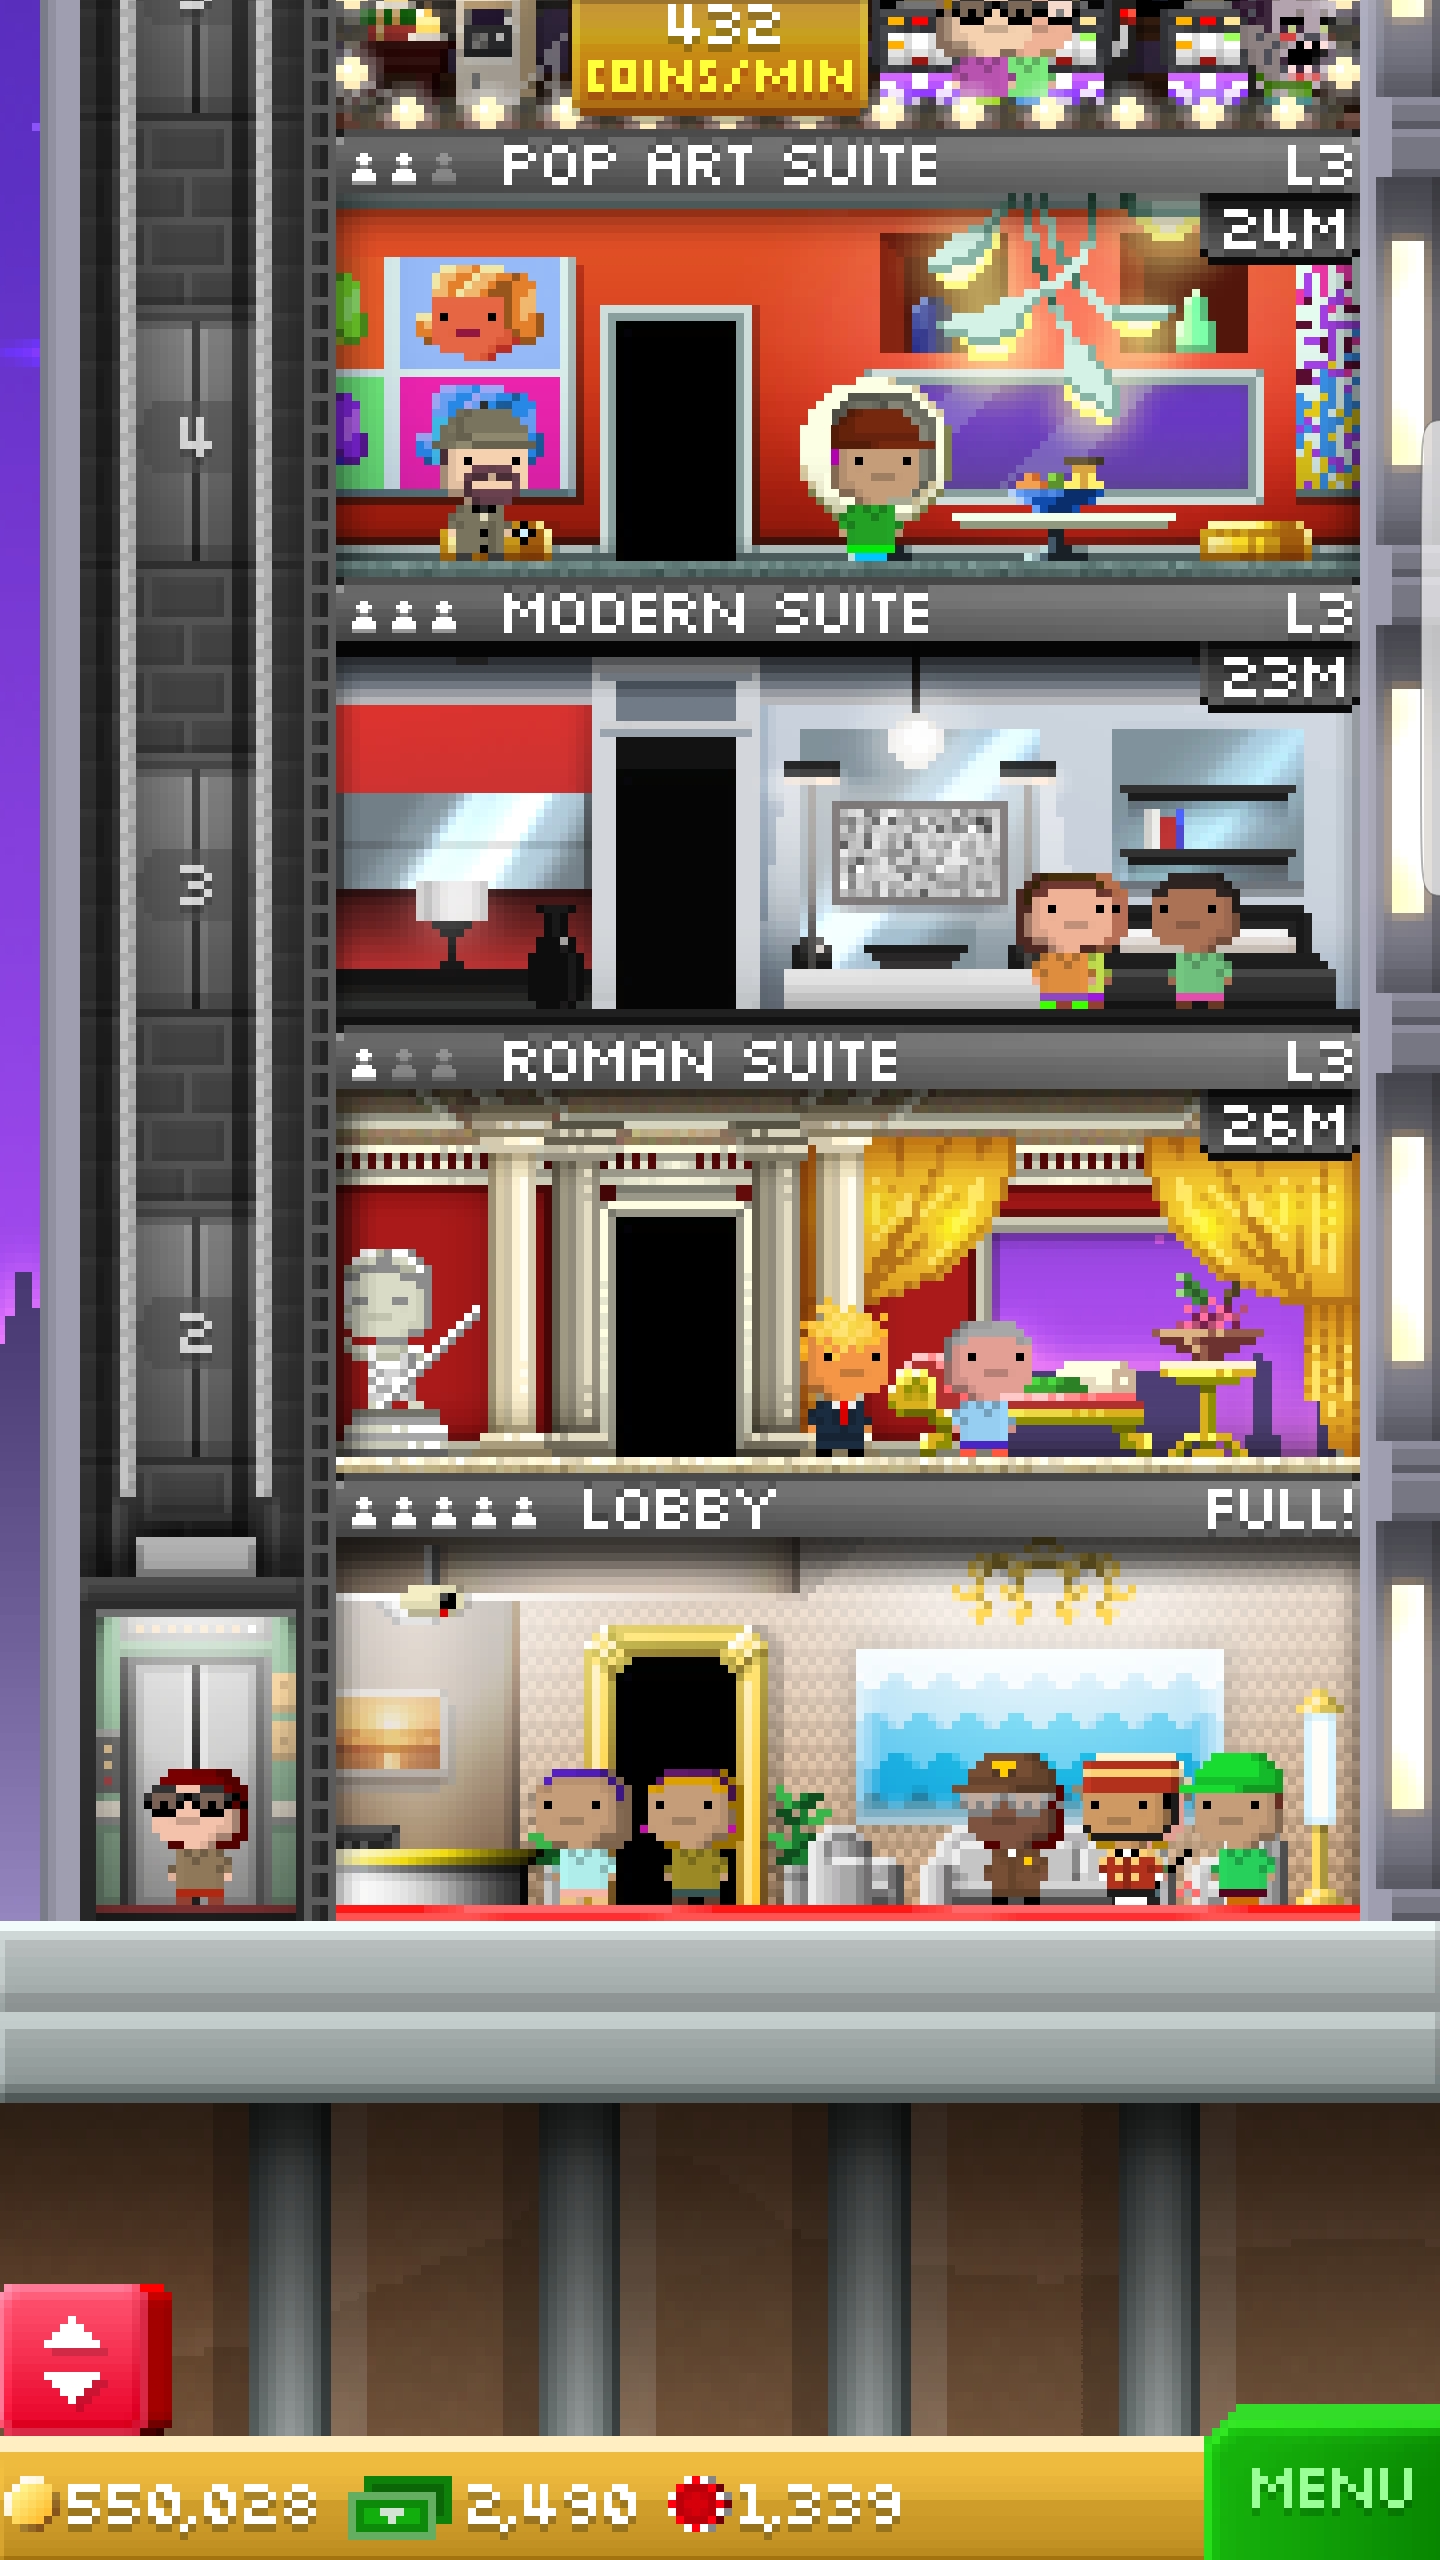 432
COINS/MIN
POP ART SUITE L3
24M
4
MODERN SUITE L3
23M
3
ROMAN SUITE L3
26M
2
LOBBY FULL!
550,028 2,490 1,339
MENU